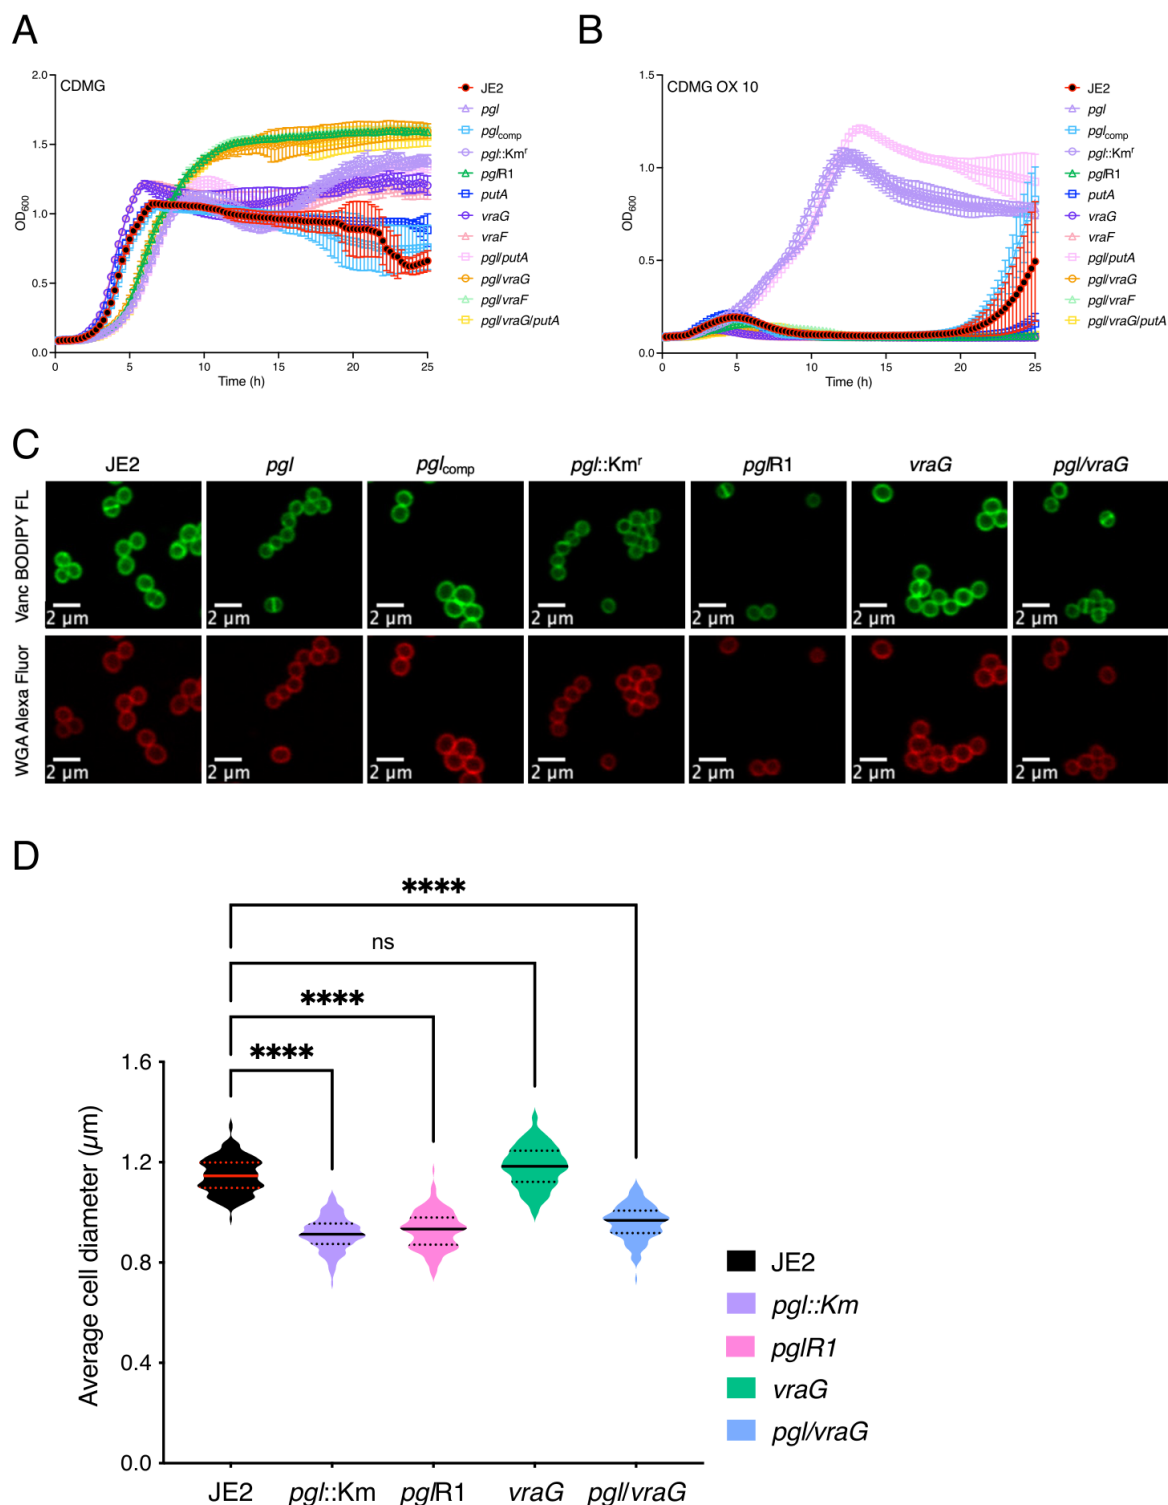 A
B
CDMG
2.0
1.5
1.0
0.5
0.0
OD600
0
5
10
15
20
25
Time (h)
JE2
pgl
pglcomp
pgl::Kmr
pglR1
putA
vraG
vraF
pgl/putA
pgl/vraG
pgl/vraF
pgl/vraG/putA
CDMG OX 10
1.5
1.0
0.5
0.0
OD600
0
5
10
15
20
25
Time (h)
JE2
pgl
pglcomp
pgl::Kmr
pglR1
putA
vraG
vraF
pgl/putA
pgl/vraG
pgl/vraF
pgl/vraG/putA
C
JE2 pgl pglcomp pgl::Kmr pglR1 vraG pgl/vraG
Vanc BODIPY FL
2 µm 2 µm 2 µm 2 µm 2 µm 2 µm 2 µm
WGA Alexa Fluor
2 µm 2 µm 2 µm 2 µm 2 µm 2 µm 2 µm
D
****
ns
****
****
1.6
1.2
0.8
0.4
0.0
Average cell diameter (µm)
JE2 pgl::Km pglR1 vraG pgl/vraG
JE2
pgl::Km
pglR1
vraG
pgl/vraG